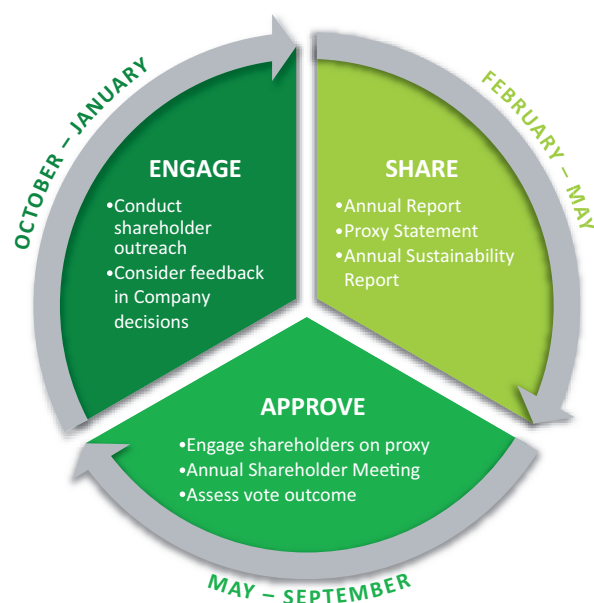 OCTOBER – JANUARY
ENGAGE
•Conduct
shareholder
outreach
•Consider feedback
in Company
decisions
FEBRUARY – MAY
SHARE
•Annual Report
•Proxy Statement
•Annual Sustainability
Report
APPROVE
•Engage shareholders on proxy
•Annual Shareholder Meeting
•Assess vote outcome
MAY – SEPTEMBER